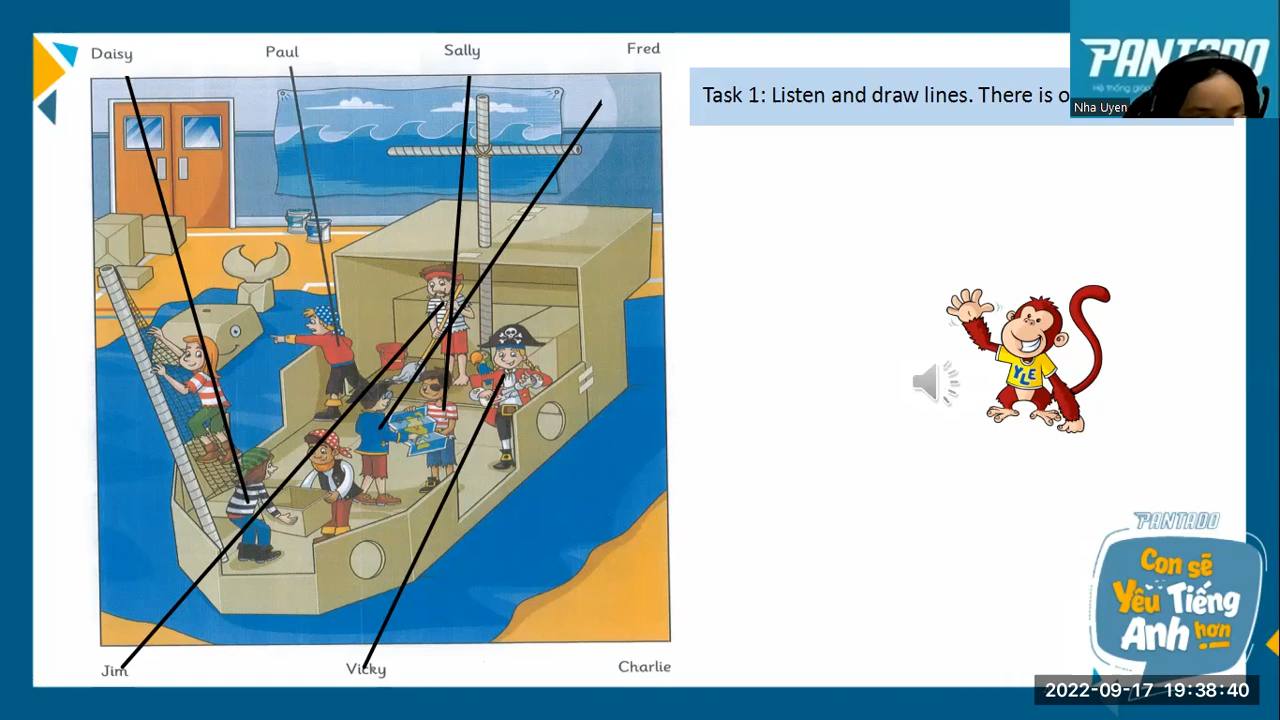 Daisy
Paul
Sally
Fred
Task 1: Listen and draw lines. There is o
PANTADO
Nha Uyen
YLE
Jim
Vicky
Charlie
PANTADO
Con sẽ
Yêu Tiếng
Anh hơn
2022-09-17 19:38:40